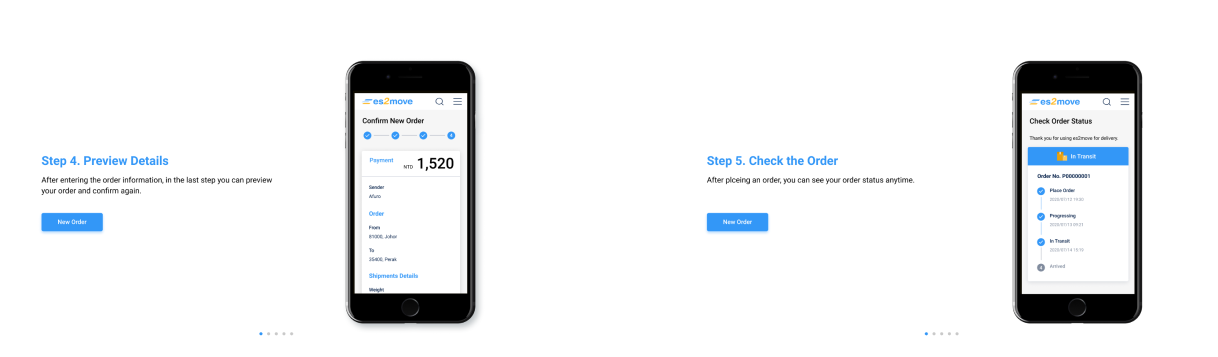 Step 4. Preview Details
After entering the order information, in the last step you can preview
your order and confirm again.
New Order
es2move
Confirm New Order
4
Payment
NTD 1,520
Sender
Afuro
Order
From
81000, Johor
To
35400, Perak
Shipments Details
Weight
Step 5. Check the Order
After plceing an order, you can see your order status anytime.
New Order
es2move
Check Order Status
Thank you for using es2move for delivery.
In Transit
Order No. P00000001
Place Order
2020/07/12 19:30
Progressing
2020/07/13 09:21
In Transit
2020/07/14 15:16
4 Arrived